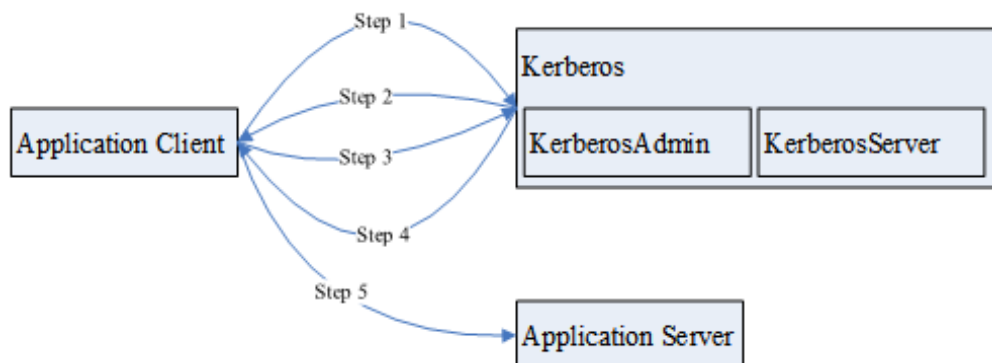 Step 1
Kerberos
Step 2
Application Client
KerberosAdmin
KerberosServer
Step 3
Step 4
Step 5
Application Server